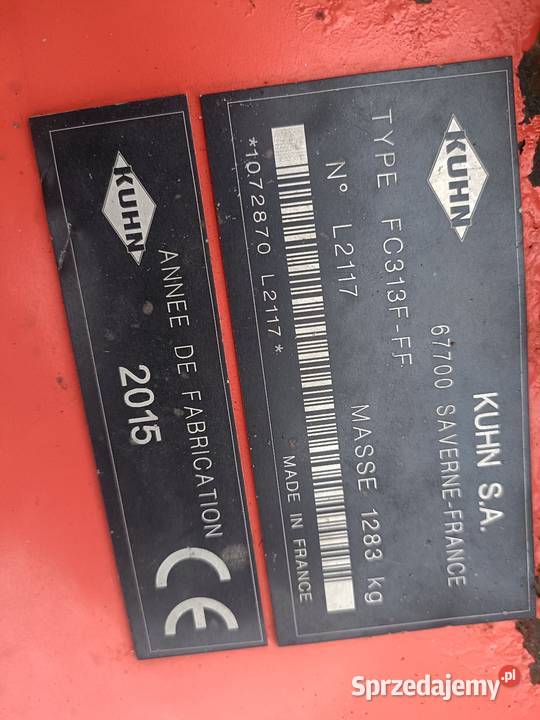 KUHN
KUHN S.A.
67700 SAVERNE-FRANCE
TYPE FC313F-FF
N° L2117 MASSE 1283 kg
*1072870 L2117*
MADE IN FRANCE
KUHN
ANNEE DE FABRICATION
2015
CE
Sprzedajemy.pl